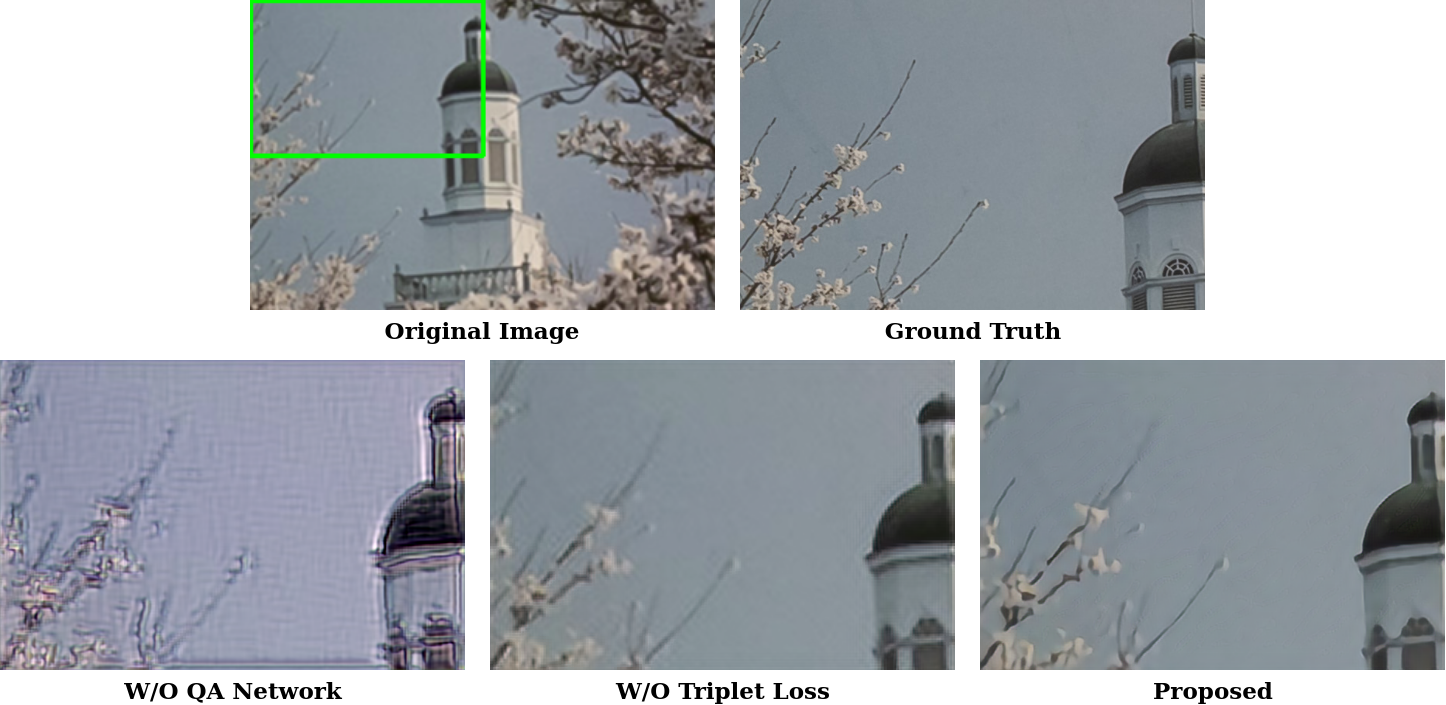 Original Image
Ground Truth
W/O QA Network
W/O Triplet Loss
Proposed